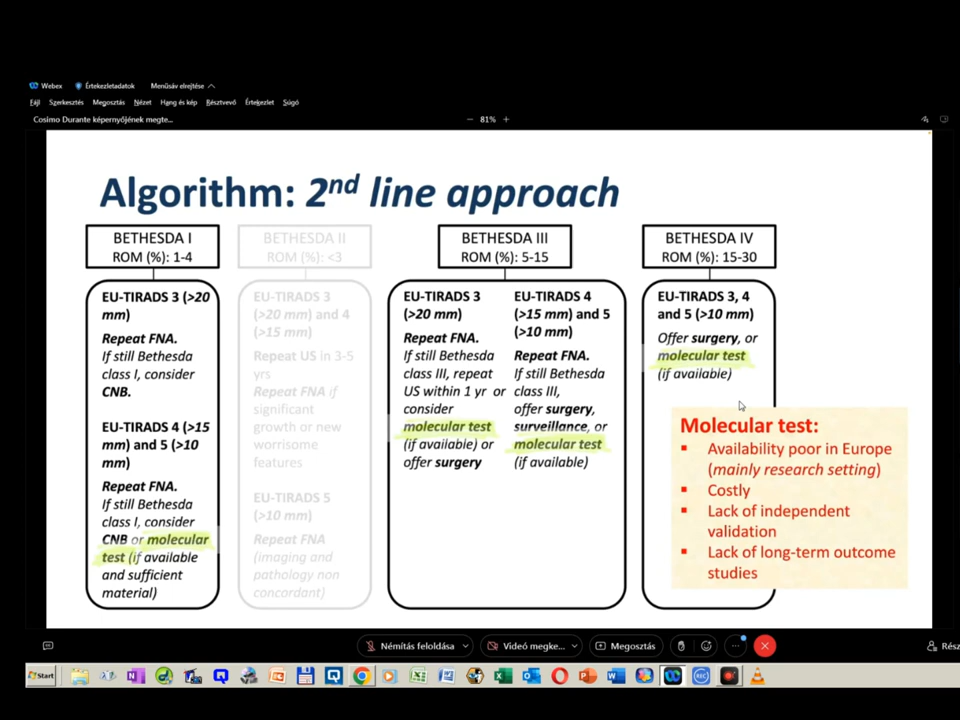 Webex Értekezletadatok Menüsáv elrejtése
Fájl Szerkesztés Megosztás Nézet Hang és kép Résztvevő Értekezlet Súgó
Cosimo Durante képernyőjének megte...
81%
Algorithm: 2nd line approach
BETHESDA I
ROM (%): 1-4
EU-TIRADS 3 (>20
mm)
Repeat FNA.
If still Bethesda
class I, consider
CNB.
EU-TIRADS 4 (>15
mm) and 5 (>10
mm)
Repeat FNA.
If still Bethesda
class I, consider
CNB or molecular
test (if available
and sufficient
material)
BETHESDA II
ROM (%): <3
EU-TIRADS 3
(>20 mm) and 4
(>15 mm)
Repeat US in 3-5
yrs
Repeat FNA if
significant
growth or new
worrisome
features
EU-TIRADS 5
(>10 mm)
Repeat FNA
(imaging and
pathology non
concordant)
BETHESDA III
ROM (%): 5-15
EU-TIRADS 3
(>20 mm)
Repeat FNA.
If still Bethesda
class III, repeat
US within 1 yr or
consider
molecular test
(if available) or
offer surgery
EU-TIRADS 4
(>15 mm) and 5
(>10 mm)
Repeat FNA.
If still Bethesda
class III,
offer surgery,
surveillance, or
molecular test
(if available)
BETHESDA IV
ROM (%): 15-30
EU-TIRADS 3, 4
and 5 (>10 mm)
Offer surgery, or
molecular test
(if available)
Molecular test:
Availability poor in Europe
(mainly research setting)
Costly
Lack of independent
validation
Lack of long-term outcome
studies
Némítás feloldása Videó megke... Megosztás Rész
Start
REC